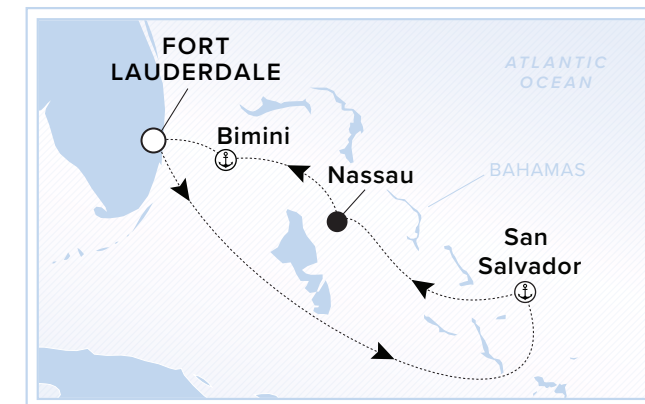 FORT
LAUDERDALE
ATLANTIC
OCEAN
Bimini
Nassau
BAHAMAS
San
Salvador